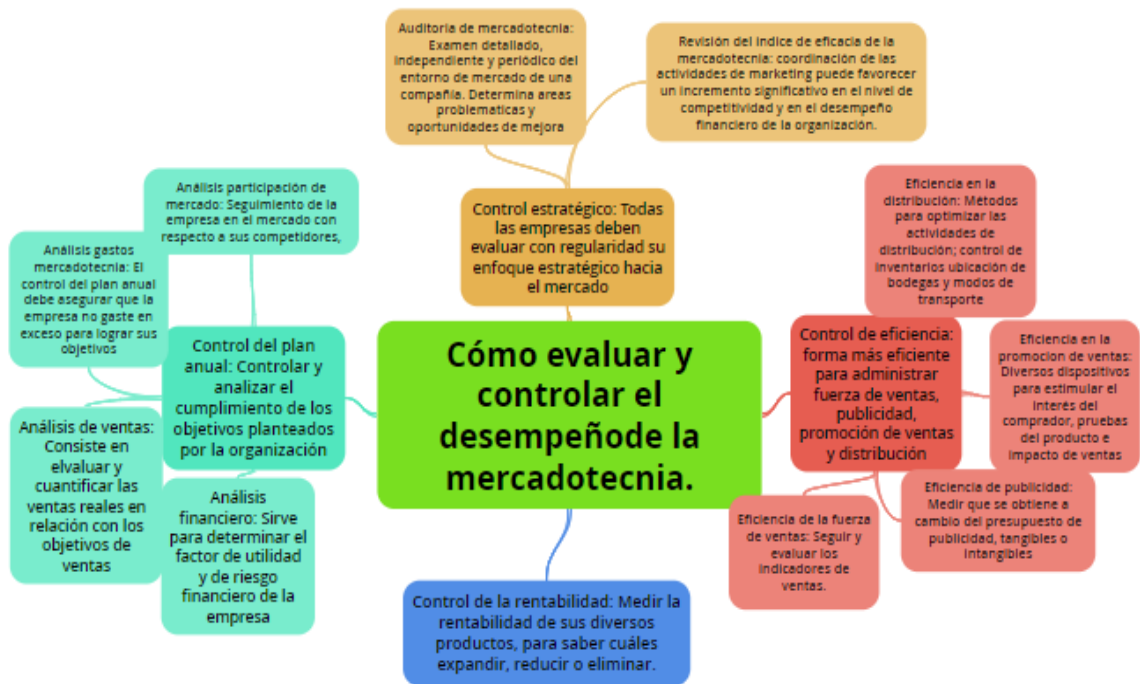 Auditoria de mercadotecnia:
Examen detallado,
independiente y periódico del
entorno de mercado de una
compañía. Determina areas
problematicas y
oportunidades de mejora
Revisión del indice de eficacia de la
mercadotecnia: coordinación de las
actividades de marketing puede favorecer
un incremento significativo en el nivel de
competitividad y en el desempeño
financiero de la organización.
Control estratégico: Todas
las empresas deben
evaluar con regularidad su
enfoque estratégico hacia
el mercado
Análisis participación de
mercado: Seguimiento de la
empresa en el mercado con
respecto a sus competidores,
Análisis gastos
mercadotecnia: El
control del plan anual
debe asegurar que la
empresa no gaste en
exceso para lograr sus
objetivos
Control del plan
anual: Controlar y
analizar el
cumplimiento de los
objetivos planteados
por la organización
Análisis de ventas:
Consiste en
elvaluar y
cuantificar las
ventas reales en
relación con los
objetivos de
ventas
Análisis
financiero: Sirve
para determinar el
factor de utilidad
y de riesgo
financiero de la
empresa
Cómo evaluar y
controlar el
desempeñode la
mercadotecnia.
Eficiencia en la
distribución: Métodos
para optimizar las
actividades de
distribución; control de
inventarios ubicación de
bodegas y modos de
transporte
Control de eficiencia:
forma más eficiente
para administrar
fuerza de ventas,
publicidad,
promoción de ventas
y distribución
Eficiencia en la
promocion de ventas:
Diversos dispositivos
para estimular el
interés del
comprador, pruebas
del producto e
impacto de ventas
Eficiencia de publicidad:
Medir que se obtiene a
cambio del presupuesto de
publicidad, tangibles o
intangibles
Eficiencia de la fuerza
de ventas: Seguir y
evaluar los
indicadores de
ventas.
Control de la rentabilidad: Medir la
rentabilidad de sus diversos
productos, para saber cuáles
expandir, reducir o eliminar.